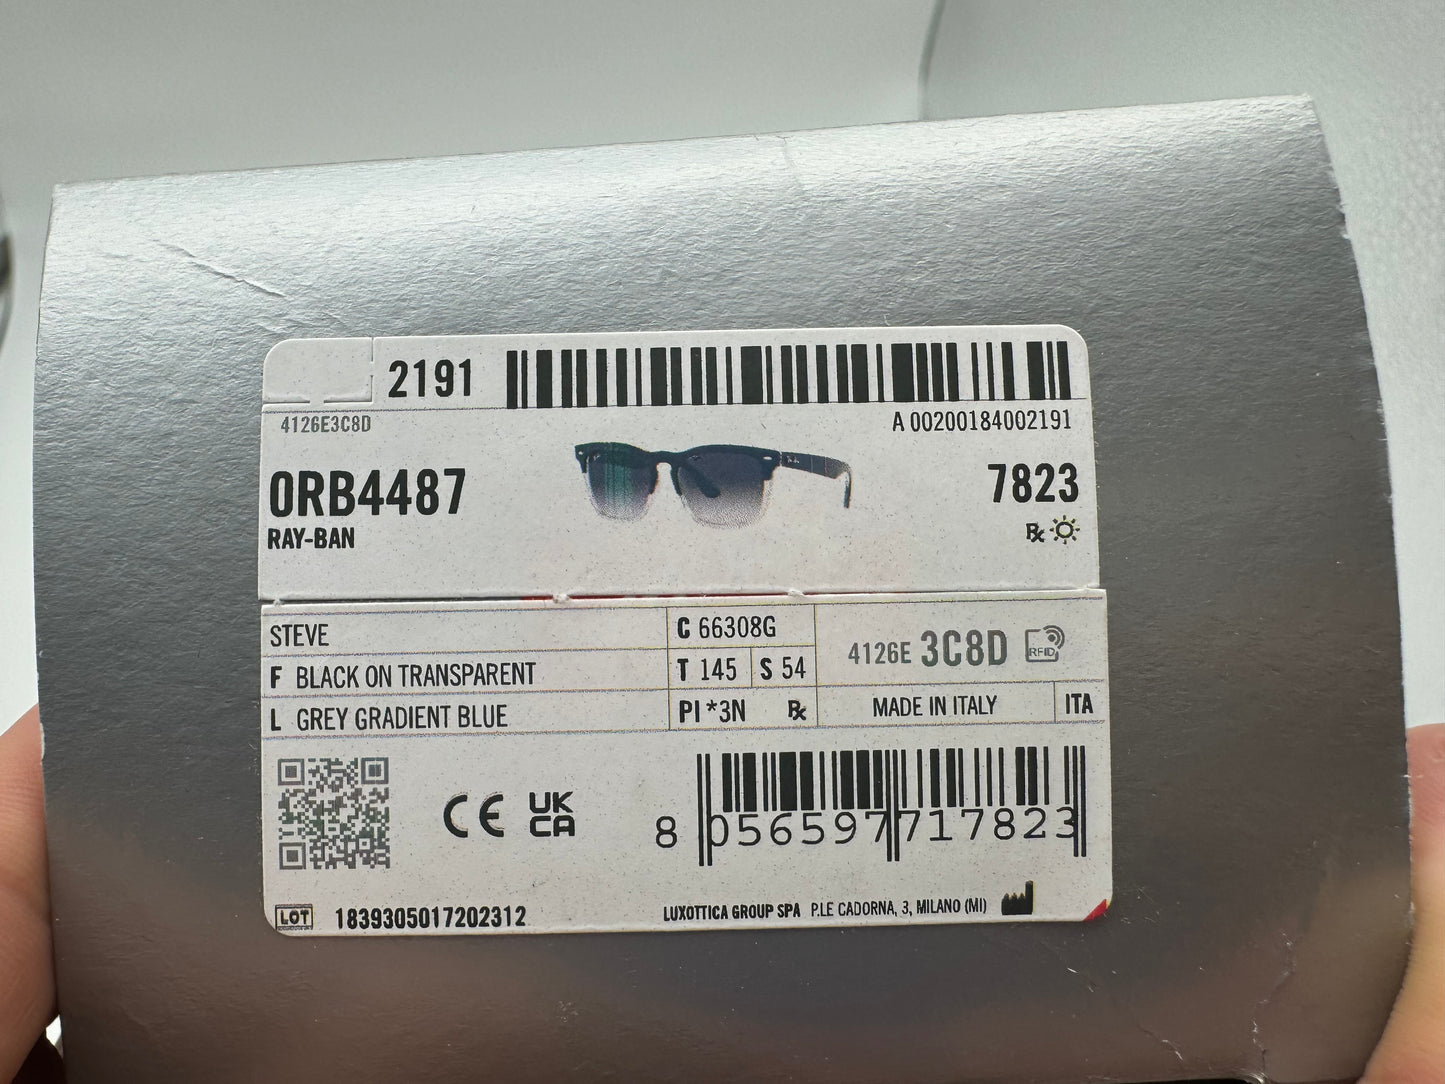 2191
4126E3C8D
A 00200184002191
0RB4487
7823
RAY-BAN
Rx
STEVE
C 66308G
F BLACK ON TRANSPARENT
T 145
S 54
4126E 3C8D
RFID
L GREY GRADIENT BLUE
PI *3N
Rx
MADE IN ITALY
ITA
CE
UK
CA
8 056597 717823
LOT 1839305017202312
LUXOTTICA GROUP SPA P.LE CADORNA, 3, MILANO (MI)